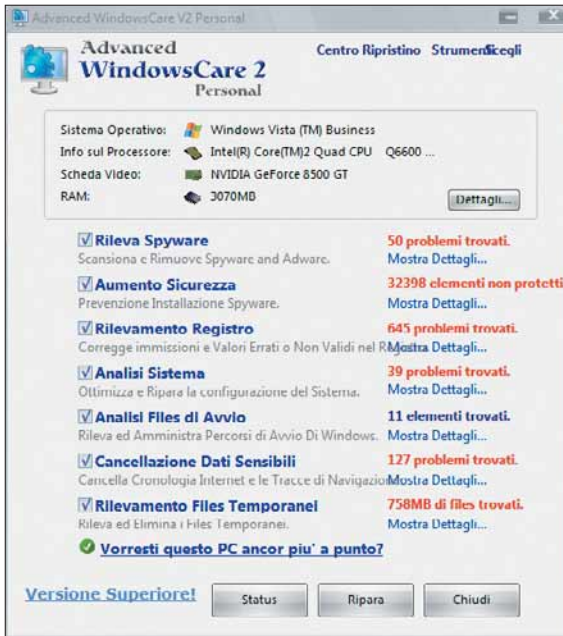 Advanced WindowsCare V2 Personal
Advanced
WindowsCare 2
Personal
Centro Ripristino Strumenti Scegli
Sistema Operativo: Windows Vista (TM) Business
Info sul Processore: Intel(R) Core(TM)2 Quad CPU Q6600 ...
Scheda Video: NVIDIA GeForce 8500 GT
RAM: 3070MB
Dettagli...
Rileva Spyware 50 problemi trovati.
Scansiona e Rimuove Spyware and Adware. Mostra Dettagli...
Aumento Sicurezza 32398 elementi non protetti
Prevenzione Installazione Spyware. Mostra Dettagli...
Rilevamento Registro 645 problemi trovati.
Corregge immissioni e Valori Errati o Non Validi nel Registro. Mostra Dettagli...
Analisi Sistema 39 problemi trovati.
Ottimizza e Ripara la configurazione del Sistema. Mostra Dettagli...
Analisi Files di Avvio 11 elementi trovati.
Rileva ed Amministra Percorsi di Avvio Di Windows. Mostra Dettagli...
Cancellazione Dati Sensibili 127 problemi trovati.
Cancella Cronologia Internet e le Tracce di Navigazione Mostra Dettagli...
Rilevamento Files Temporanei 758MB di files trovati.
Rileva ed Elimina i Files Temporanei. Mostra Dettagli...
Vorresti questo PC ancor piu' a punto?
Versione Superiore! Status Ripara Chiudi